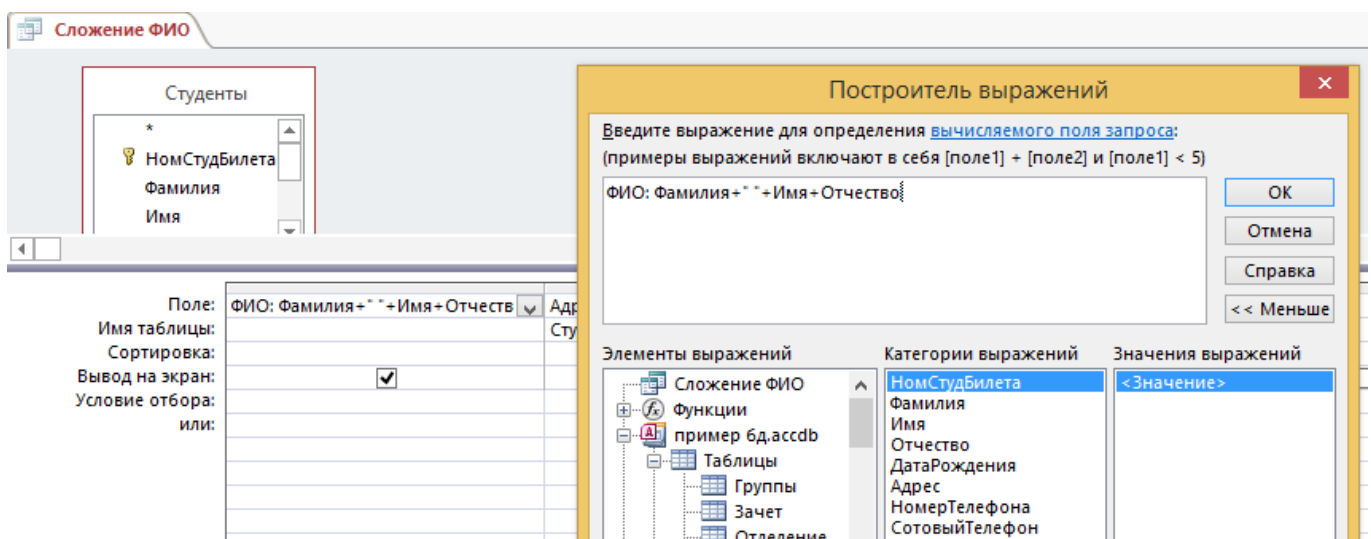 Сложение ФИО
Студенты
*
НомСтудБилета
Фамилия
Имя
Построитель выражений
Введите выражение для определения вычисляемого поля запроса:
(примеры выражений включают в себя [поле1] + [поле2] и [поле1] < 5)
ФИО: Фамилия+" "+Имя+Отчество
ОК
Отмена
Справка
<< Меньше
Поле: ФИО: Фамилия+" "+Имя+Отчеств Адр
Имя таблицы: Сту
Сортировка:
Вывод на экран:
Условие отбора:
или:
Элементы выражений
Сложение ФИО
Функции
пример бд.accdb
Таблицы
Группы
Зачет
Отделение
Категории выражений
НомСтудБилета
Фамилия
Имя
Отчество
ДатаРождения
Адрес
НомерТелефона
СотовыйТелефон
Значения выражений
<Значение>